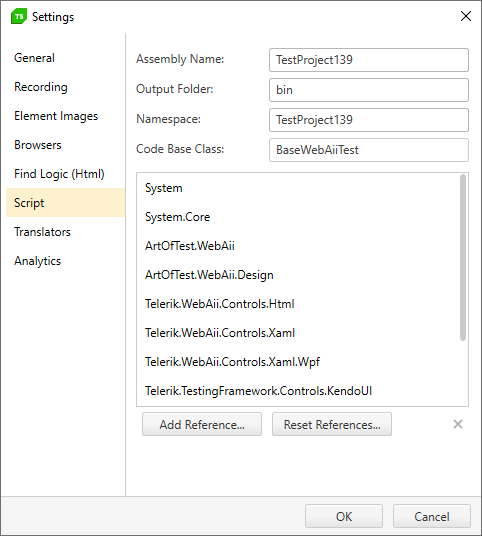 TS Settings
General
Recording
Element Images
Browsers
Find Logic (Html)
Script
Translators
Analytics
Assembly Name: TestProject139
Output Folder: bin
Namespace: TestProject139
Code Base Class: BaseWebAiiTest
System
System.Core
ArtOfTest.WebAii
ArtOfTest.WebAii.Design
Telerik.WebAii.Controls.Html
Telerik.WebAii.Controls.Xaml
Telerik.WebAii.Controls.Xaml.Wpf
Telerik.TestingFramework.Controls.KendoUI
Add Reference... Reset References...
OK Cancel